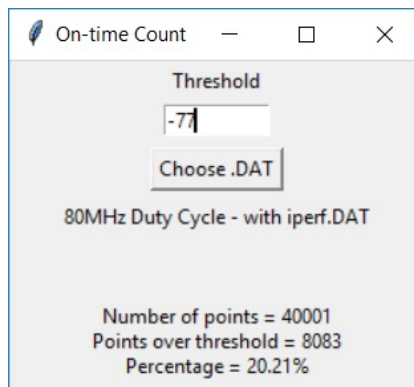 On-time Count
Threshold
-77
Choose .DAT
80MHz Duty Cycle - with iperf.DAT
Number of points = 40001
Points over threshold = 8083
Percentage = 20.21%